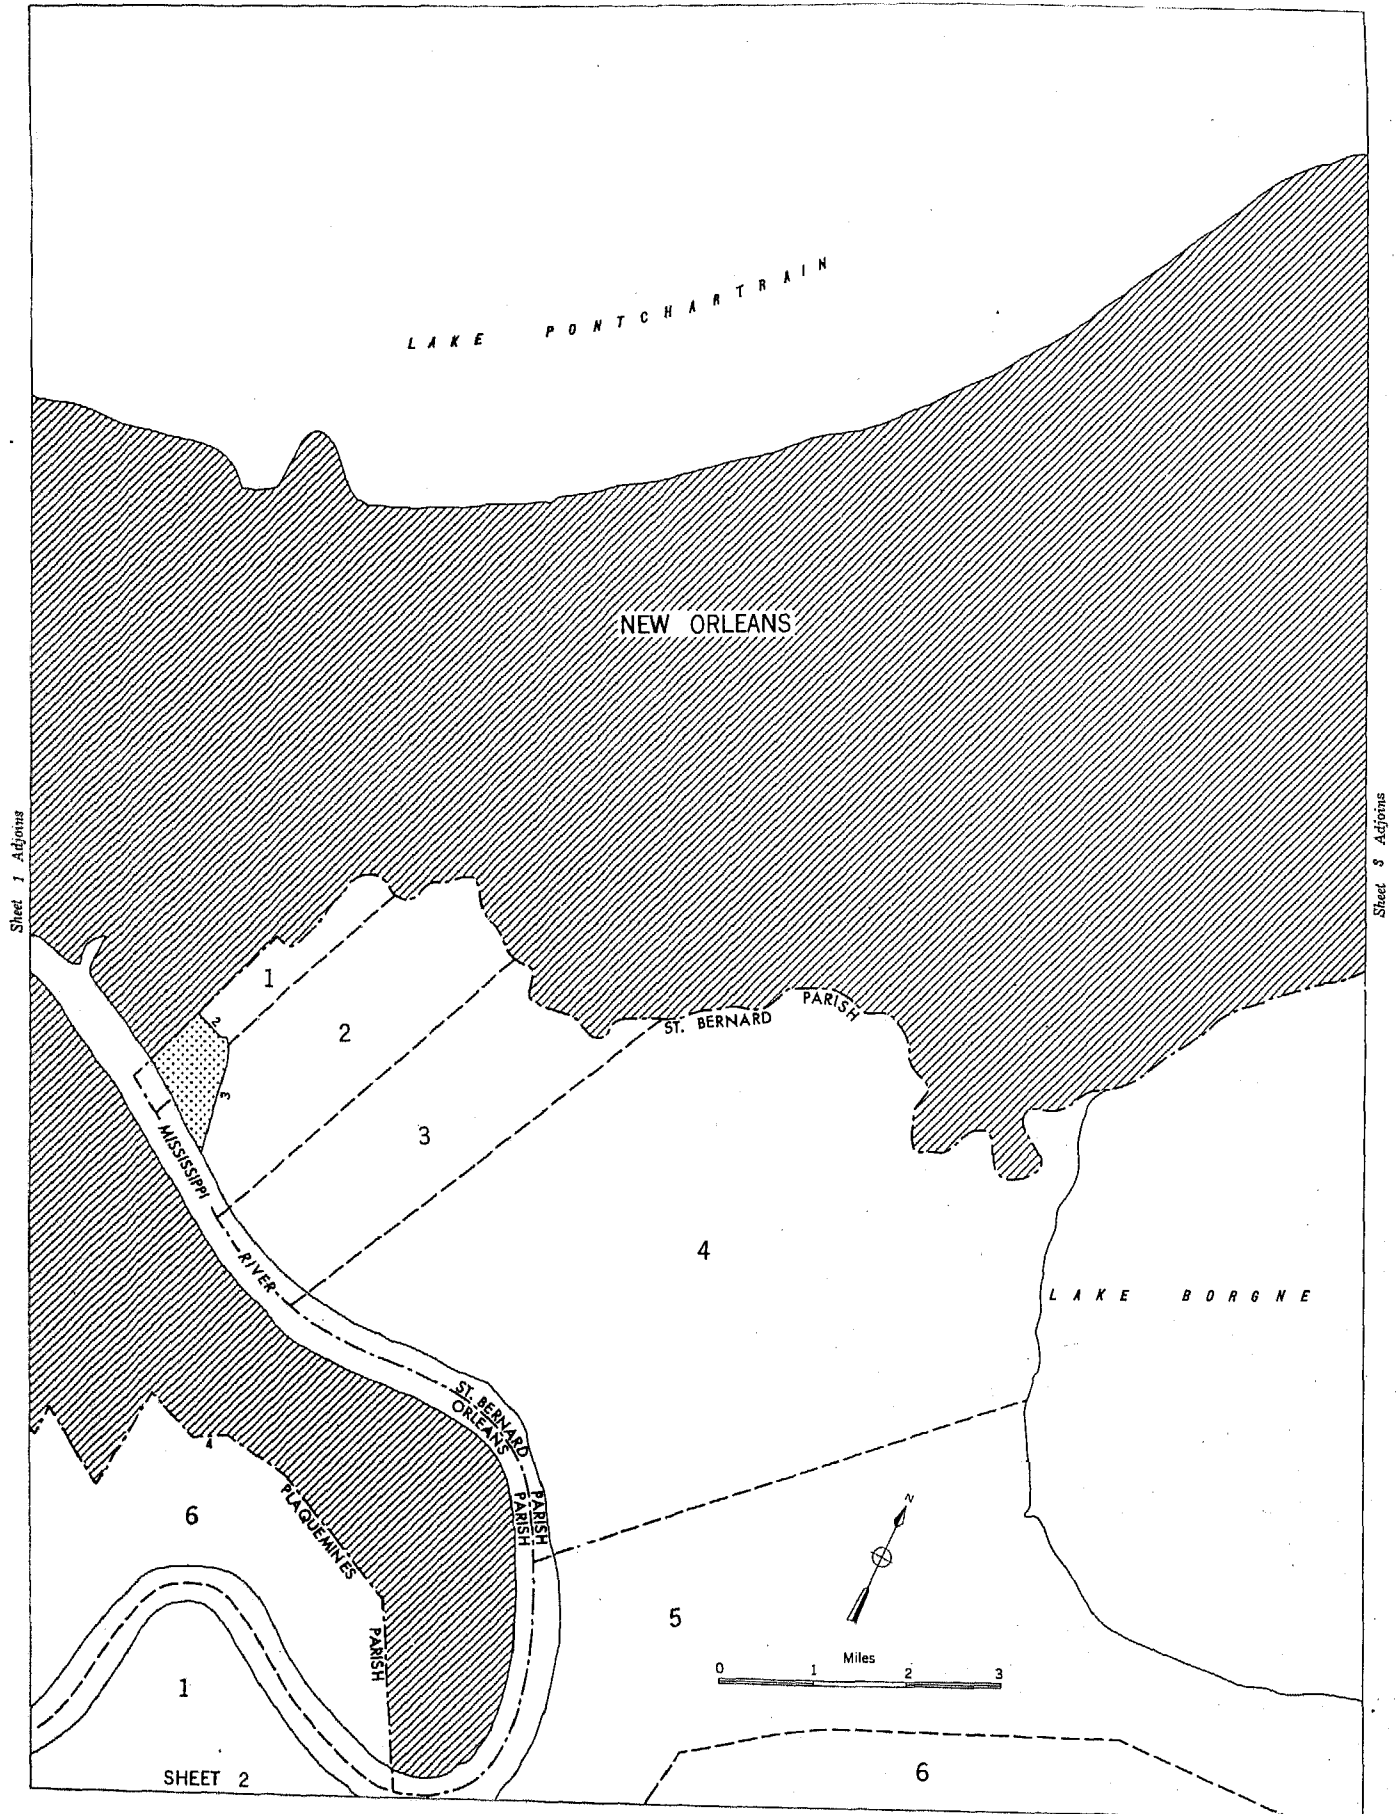 LAKE PONTCHARTRAIN
NEW ORLEANS
Sheet 1 Adjoins
Sheet 3 Adjoins
1
2
2
ST. BERNARD PARISH
3
3
MISSISSIPPI RIVER
4
LAKE BORGNE
ST. BERNARD PARISH
ORLEANS PARISH
4
6
PLAQUEMINES PARISH
N
5
Miles
0 1 2 3
1
6
SHEET 2